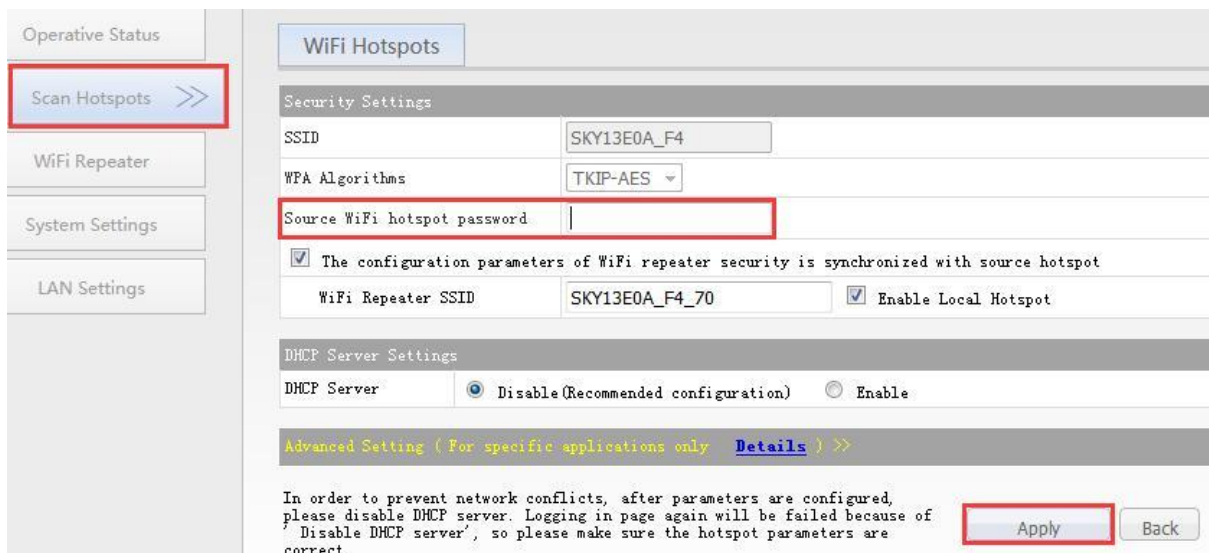 Operative Status
Scan Hotspots >>
WiFi Repeater
System Settings
LAN Settings
WiFi Hotspots
Security Settings
SSID SKY13E0A_F4
WPA Algorithms TKIP-AES
Source WiFi hotspot password
The configuration parameters of WiFi repeater security is synchronized with source hotspot
WiFi Repeater SSID SKY13E0A_F4_70 Enable Local Hotspot
DHCP Server Settings
DHCP Server Disable(Recommended configuration) Enable
Advanced Setting ( For specific applications only Details ) >>
In order to prevent network conflicts, after parameters are configured,
please disable DHCP server. Logging in page again will be failed because of
' Disable DHCP server', so please make sure the hotspot parameters are
correct
Apply Back